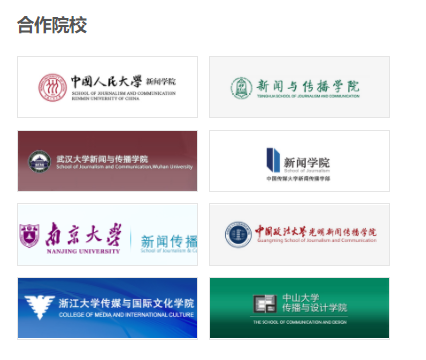 合作院校
中国人民大学 新闻学院
SCHOOL OF JOURNALISM AND COMMUNICATION
RENMIN UNIVERSITY OF CHINA
新闻与传播学院
TSINGHUA SCHOOL OF JOURNALISM AND COMMUNICATION
武汉大学新闻与传播学院
School of Journalism and Communication,Wuhan University
新闻学院
School of Journalism
中国传媒大学新闻传播学部
南京大学 新闻传播
NANJING UNIVERSITY School of Journalism & C
中国政法大学光明新闻传播学院
Guangming School of Journalism and Communication
浙江大学传媒与国际文化学院
COLLEGE OF MEDIA AND INTERNATIONAL CULTURE
中山大学
传播与设计学院
THE SCHOOL OF COMMUNICATION AND DESIGN